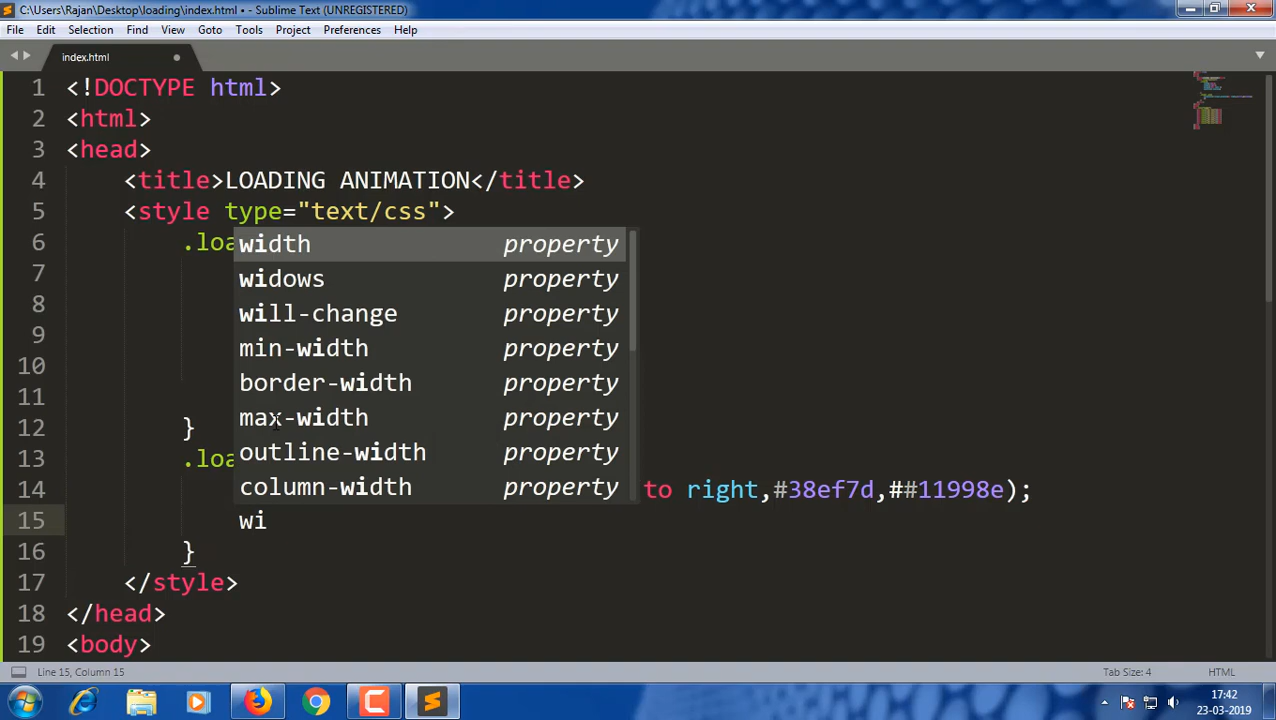 C:\Users\Rajan\Desktop\loading\index.html • - Sublime Text (UNREGISTERED)
File Edit Selection Find View Goto Tools Project Preferences Help
index.html
1 <!DOCTYPE html>
2 <html>
3 <head>
4 <title>LOADING ANIMATION</title>
5 <style type="text/css">
6 .loa
width property
7
widows property
8
will-change property
9
min-width property
10
border-width property
11
max-width property
12 }
outline-width property
13 .loa
column-width property
14 to right,#38ef7d,##11998e);
15 wi
16 }
17 </style>
18 </head>
19 <body>
Line 15, Column 15 Tab Size: 4 HTML
17:42
23-03-2019